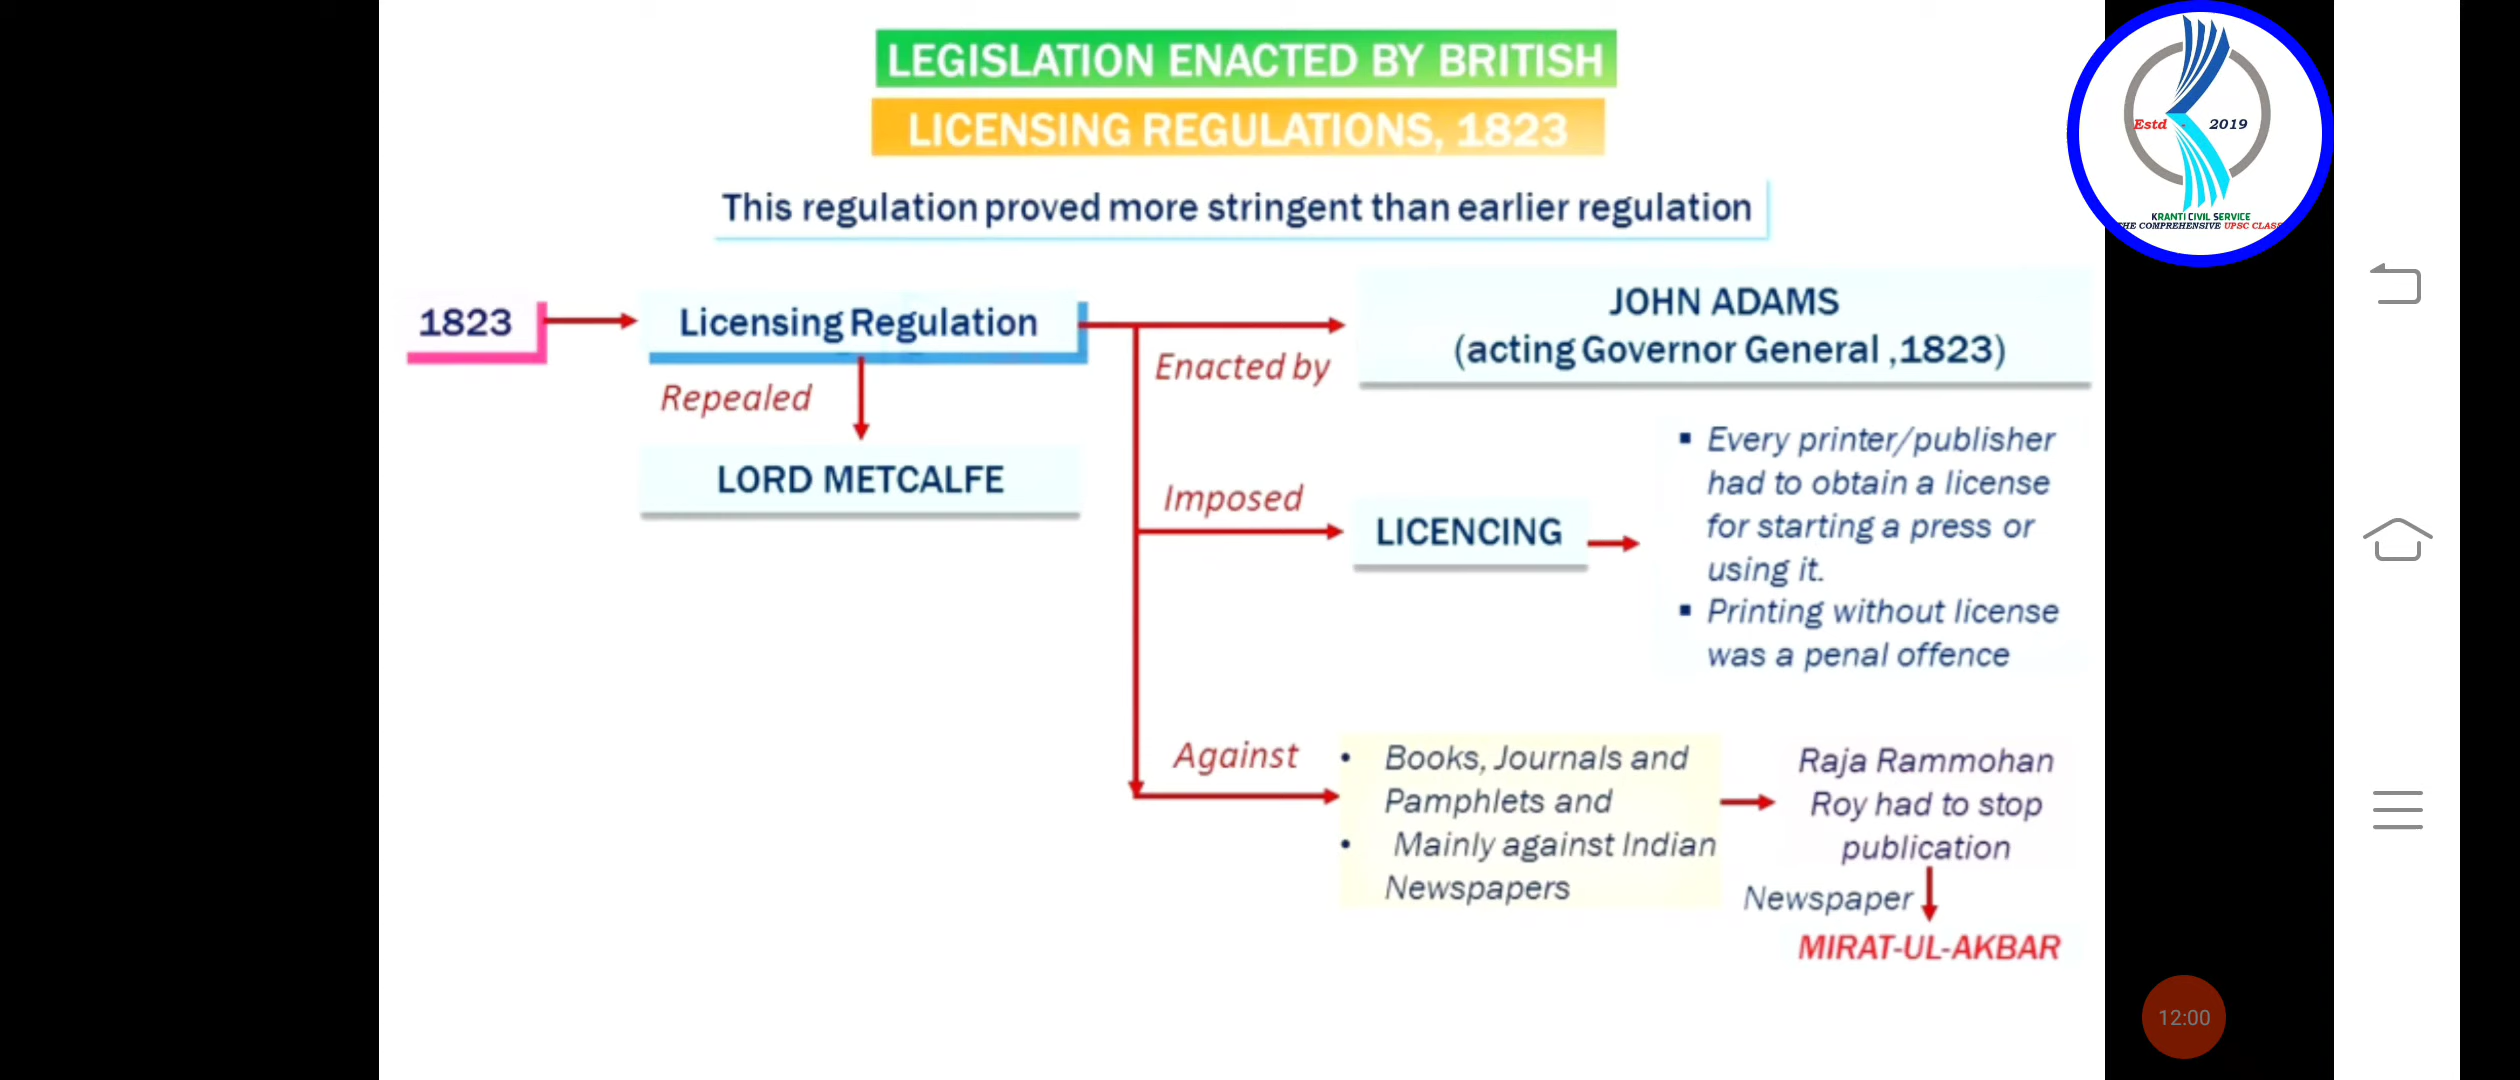 LEGISLATION ENACTED BY BRITISH
LICENSING REGULATIONS, 1823
This regulation proved more stringent than earlier regulation
Estd - 2019
KRANTI CIVIL SERVICE
THE COMPREHENSIVE UPSC CLASS
1823
Licensing Regulation
Repealed
LORD METCALFE
Enacted by
JOHN ADAMS
(acting Governor General ,1823)
Imposed
LICENCING
▪ Every printer/publisher
had to obtain a license
for starting a press or
using it.
▪ Printing without license
was a penal offence
Against
• Books, Journals and
Pamphlets and
• Mainly against Indian
Newspapers
Raja Rammohan
Roy had to stop
publication
Newspaper
MIRAT-UL-AKBAR
12:00